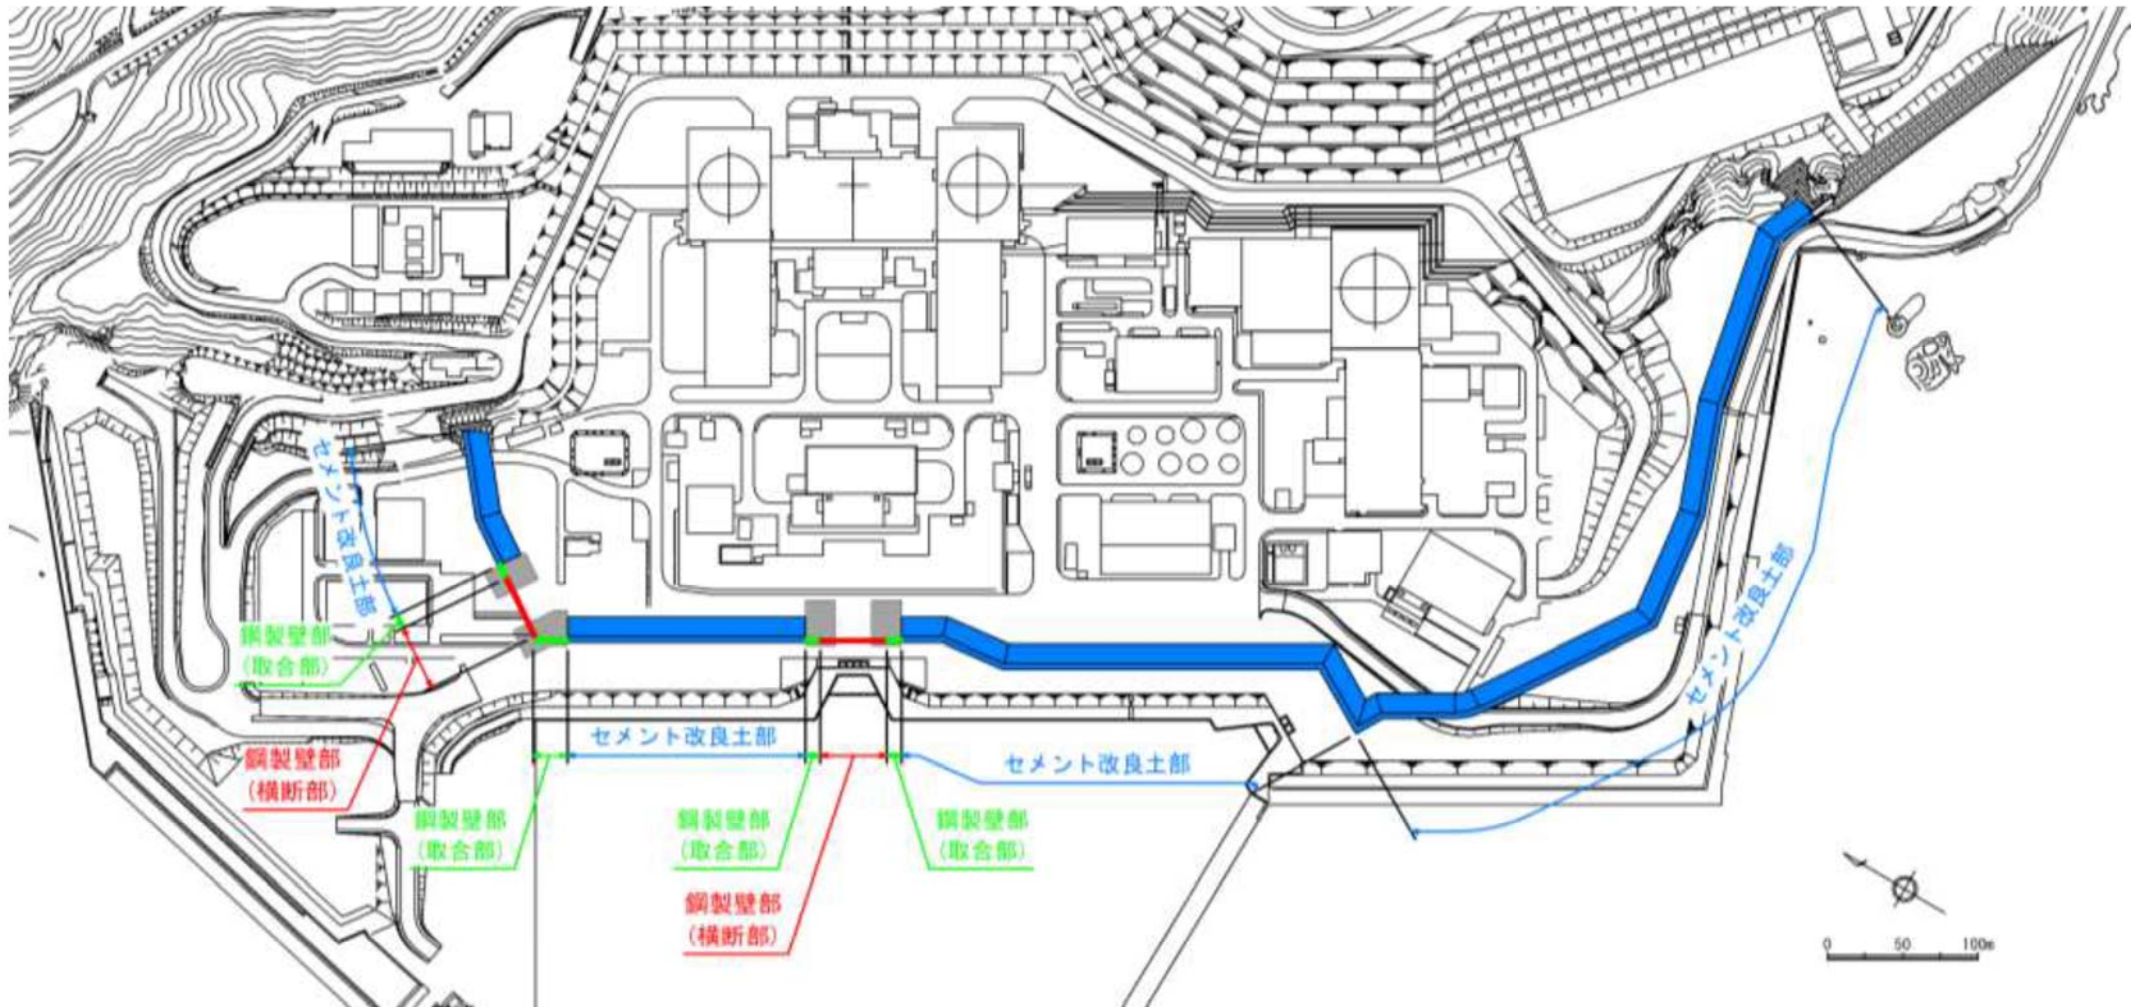 セメント改良土部
鋼製壁部
(取合部)
鋼製壁部
(横断部)
セメント改良土部
鋼製壁部
(取合部)
鋼製壁部
(取合部)
鋼製壁部
(横断部)
鋼製壁部
(取合部)
セメント改良土部
セメント改良土部
0 50 100m